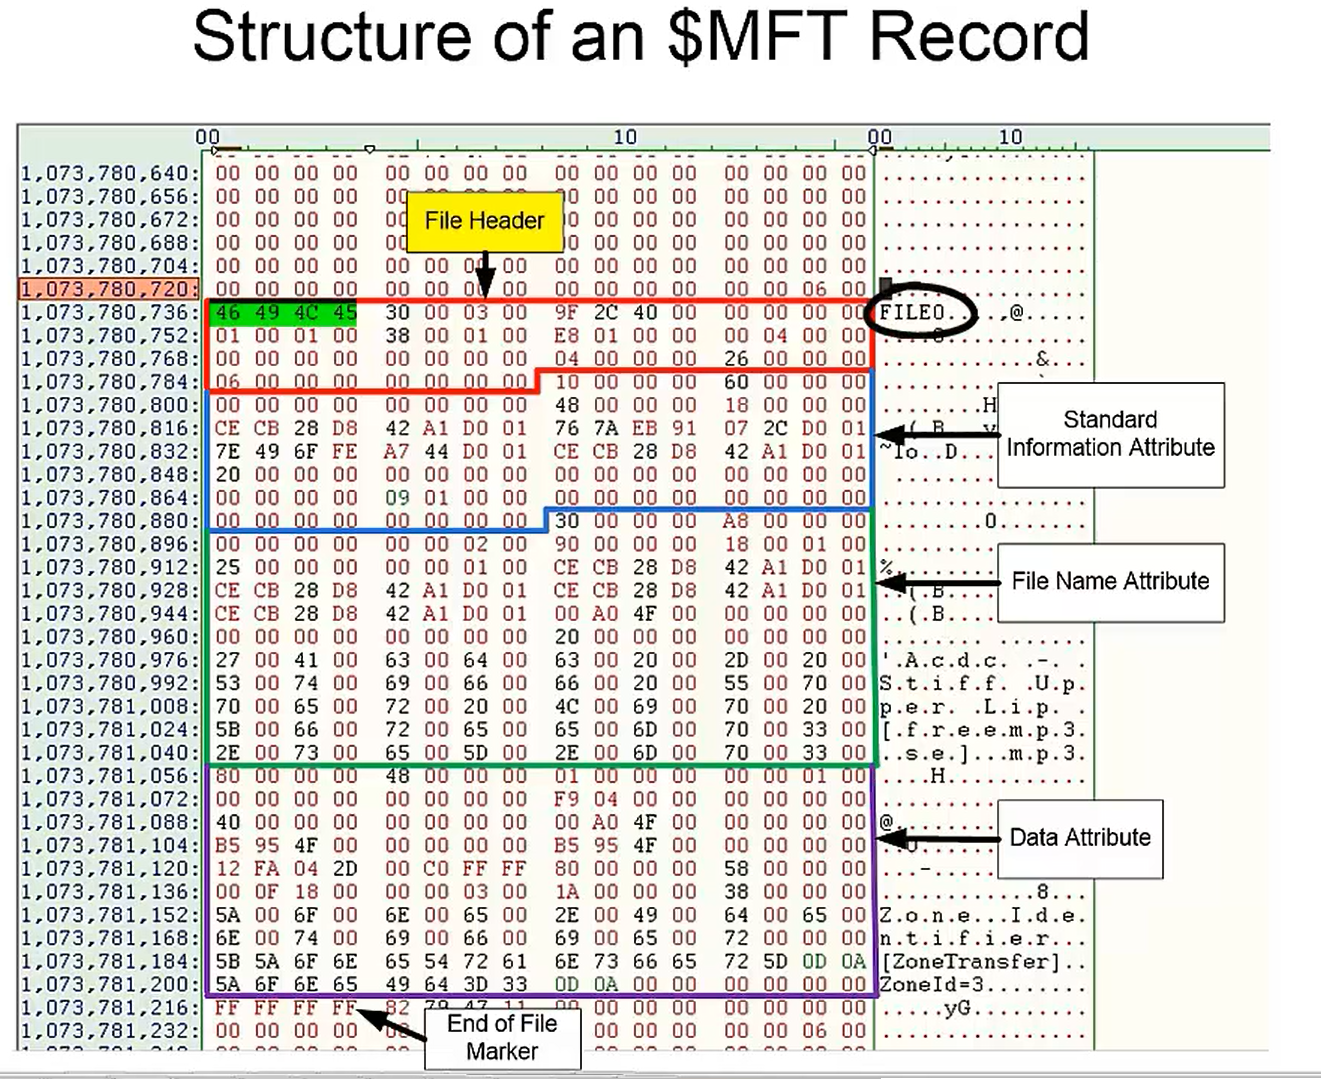 Structure of an $MFT Record
00 10 00 10
1,073,780,640: 00 00 00 00 00 00 00 00 00 00 00 00 00 00 00 00 ................
1,073,780,656: 00 00 00 00 00 00 00 00 ................
1,073,780,672: 00 00 00 00 00 00 00 00 ................
File Header
1,073,780,688: 00 00 00 00 00 00 00 00 ................
1,073,780,704: 00 00 00 00 00 00 00 00 00 00 00 00 00 00 00 00 ................
1,073,780,720: 00 00 00 00 00 00 00 00 00 00 00 00 00 00 06 00
1,073,780,736: 46 49 4C 45 30 00 03 00 9F 2C 40 00 00 00 00 00 FILE0....,@.....
1,073,780,752: 01 00 01 00 38 00 01 00 E8 01 00 00 00 04 00 00
1,073,780,768: 00 00 00 00 00 00 00 00 04 00 00 00 26 00 00 00 ............&...
1,073,780,784: 06 00 00 00 00 00 00 00 10 00 00 00 60 00 00 00
1,073,780,800: 00 00 00 00 00 00 00 00 48 00 00 00 18 00 00 00 ........H
Standard
Information Attribute
1,073,780,816: CE CB 28 D8 42 A1 D0 01 76 7A EB 91 07 2C D0 01 ..(.B
1,073,780,832: 7E 49 6F FE A7 44 D0 01 CE CB 28 D8 42 A1 D0 01 ~Io..D..
1,073,780,848: 20 00 00 00 00 00 00 00 00 00 00 00 00 00 00 00
1,073,780,864: 00 00 00 00 09 01 00 00 00 00 00 00 00 00 00 00 ................
1,073,780,880: 00 00 00 00 00 00 00 00 30 00 00 00 A8 00 00 00 ........0.......
1,073,780,896: 00 00 00 00 00 00 02 00 90 00 00 00 18 00 01 00
1,073,780,912: 25 00 00 00 00 00 01 00 CE CB 28 D8 42 A1 D0 01 %
File Name Attribute
1,073,780,928: CE CB 28 D8 42 A1 D0 01 CE CB 28 D8 42 A1 D0 01 ..(.B
1,073,780,944: CE CB 28 D8 42 A1 D0 01 00 A0 4F 00 00 00 00 00 ..(.B
1,073,780,960: 00 00 00 00 00 00 00 00 20 00 00 00 00 00 00 00
1,073,780,976: 27 00 41 00 63 00 64 00 63 00 20 00 2D 00 20 00 '.A.c.d.c. .-. .
1,073,780,992: 53 00 74 00 69 00 66 00 66 00 20 00 55 00 70 00 S.t.i.f.f. .U.p.
1,073,781,008: 70 00 65 00 72 00 20 00 4C 00 69 00 70 00 20 00 p.e.r. .L.i.p. .
1,073,781,024: 5B 00 66 00 72 00 65 00 65 00 6D 00 70 00 33 00 [.f.r.e.e.m.p.3.
1,073,781,040: 2E 00 73 00 65 00 5D 00 2E 00 6D 00 70 00 33 00 ..s.e.]...m.p.3.
1,073,781,056: 80 00 00 00 48 00 00 00 01 00 00 00 00 00 01 00 ....H...........
1,073,781,072: 00 00 00 00 00 00 00 00 F9 04 00 00 00 00 00 00
1,073,781,088: 40 00 00 00 00 00 00 00 00 A0 4F 00 00 00 00 00 @
Data Attribute
1,073,781,104: B5 95 4F 00 00 00 00 00 B5 95 4F 00 00 00 00 00
1,073,781,120: 12 FA 04 2D 00 C0 FF FF 80 00 00 00 58 00 00 00 ...-
1,073,781,136: 00 0F 18 00 00 00 03 00 1A 00 00 00 38 00 00 00 ............8...
1,073,781,152: 5A 00 6F 00 6E 00 65 00 2E 00 49 00 64 00 65 00 Z.o.n.e...I.d.e.
1,073,781,168: 6E 00 74 00 69 00 66 00 69 00 65 00 72 00 00 00 n.t.i.f.i.e.r...
1,073,781,184: 5B 5A 6F 6E 65 54 72 61 6E 73 66 65 72 5D 0D 0A [ZoneTransfer]..
1,073,781,200: 5A 6F 6E 65 49 64 3D 33 0D 0A 00 00 00 00 00 00 ZoneId=3........
1,073,781,216: FF FF FF FF 82 79 47 11 00 00 00 00 00 00 00 00 .....yG.........
End of File
Marker
1,073,781,232: 00 00 00 00 00 00 00 00 00 00 06 00 ................